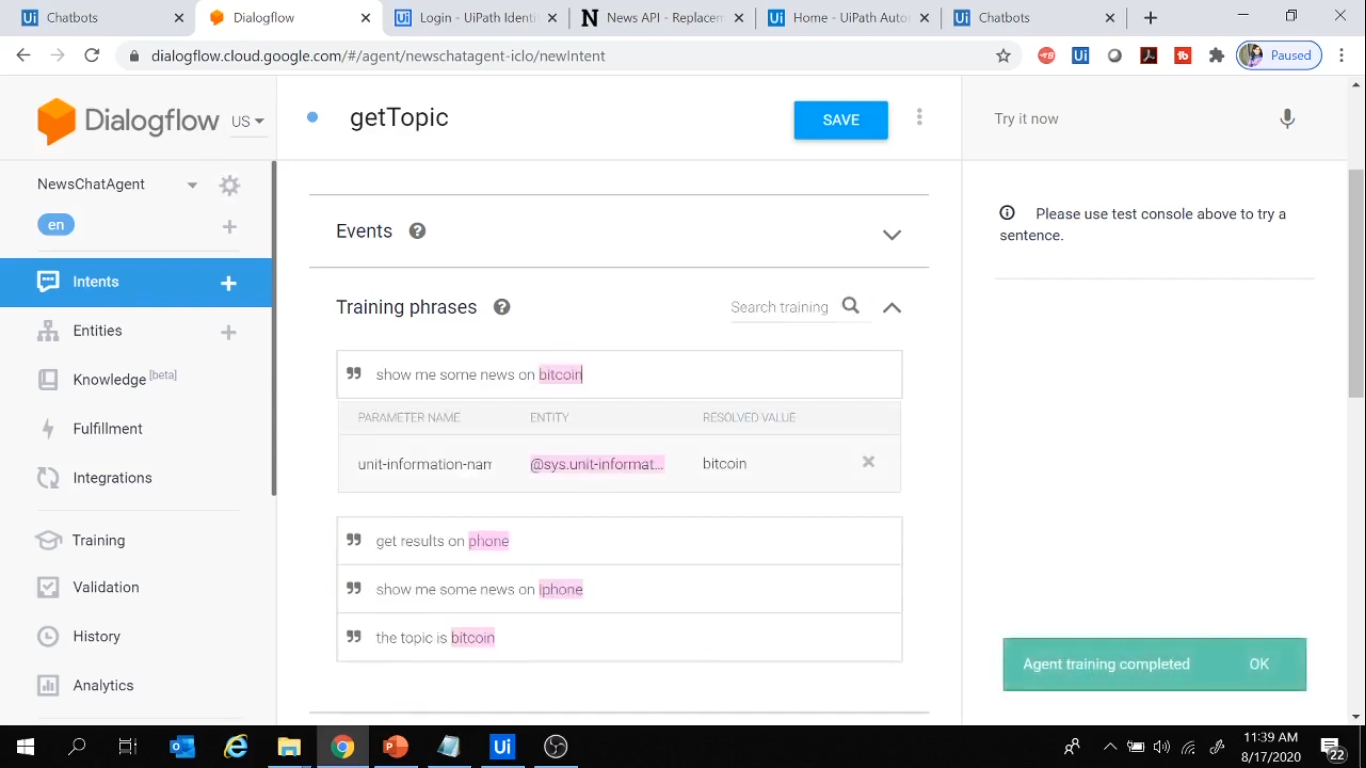 Chatbots
Dialogflow
Login - UiPath Identi
News API - Replacem
Home - UiPath Auto
Chatbots
dialogflow.cloud.google.com/#/agent/newschatagent-iclo/newIntent
Paused
Dialogflow
US
getTopic
SAVE
Try it now
NewsChatAgent
en
Intents
Entities
Knowledge [beta]
Fulfillment
Integrations
Training
Validation
History
Analytics
Events
Training phrases
Search training
show me some news on bitcoin
PARAMETER NAME ENTITY RESOLVED VALUE
unit-information-nam @sys.unit-informat... bitcoin
get results on phone
show me some news on iphone
the topic is bitcoin
Please use test console above to try a
sentence.
Agent training completed OK
11:39 AM
8/17/2020
22